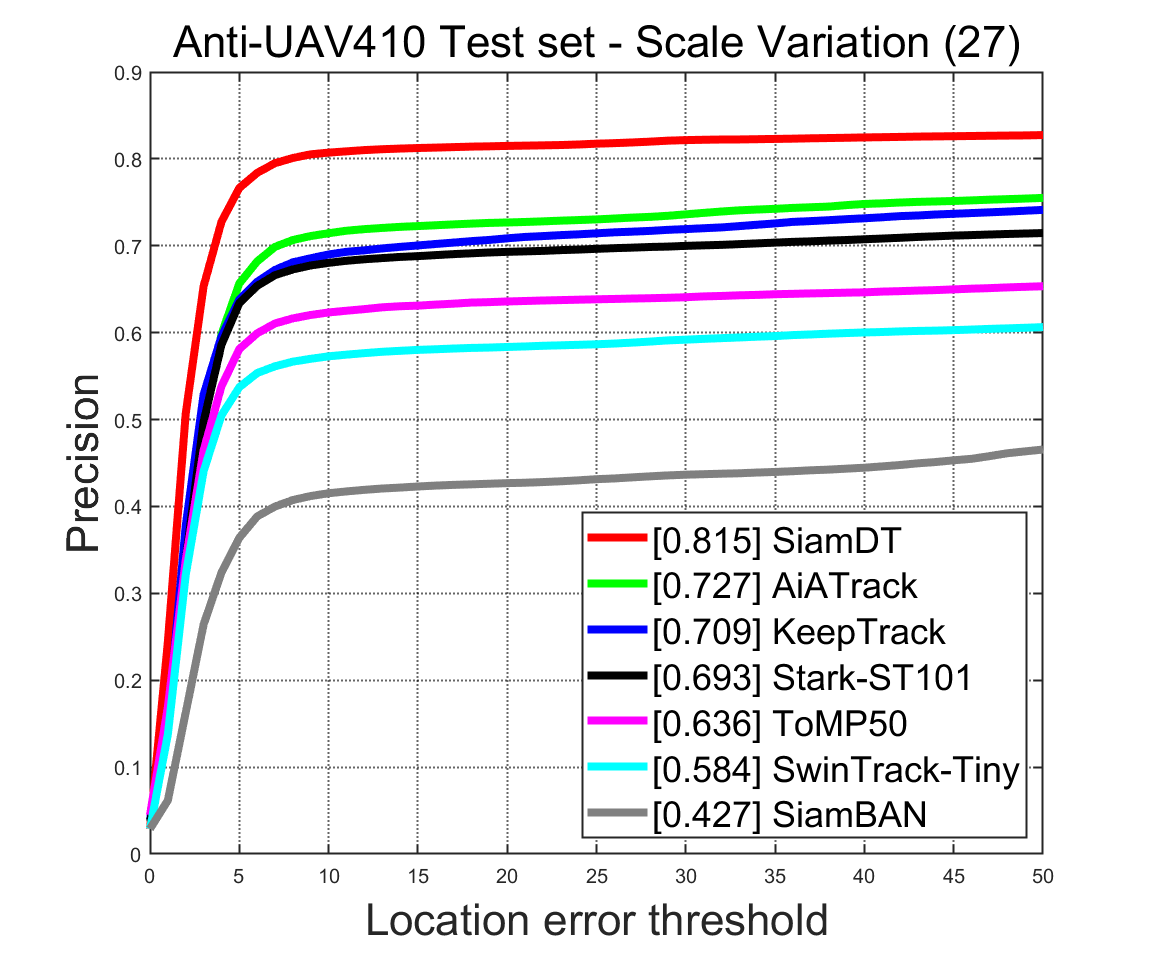 Anti-UAV410 Test set - Scale Variation (27)
0.9
0.8
0.7
0.6
0.5
0.4
0.3
0.2
0.1
0
Precision
[0.815] SiamDT
[0.727] AiATrack
[0.709] KeepTrack
[0.693] Stark-ST101
[0.636] ToMP50
[0.584] SwinTrack-Tiny
[0.427] SiamBAN
0 5 10 15 20 25 30 35 40 45 50
Location error threshold